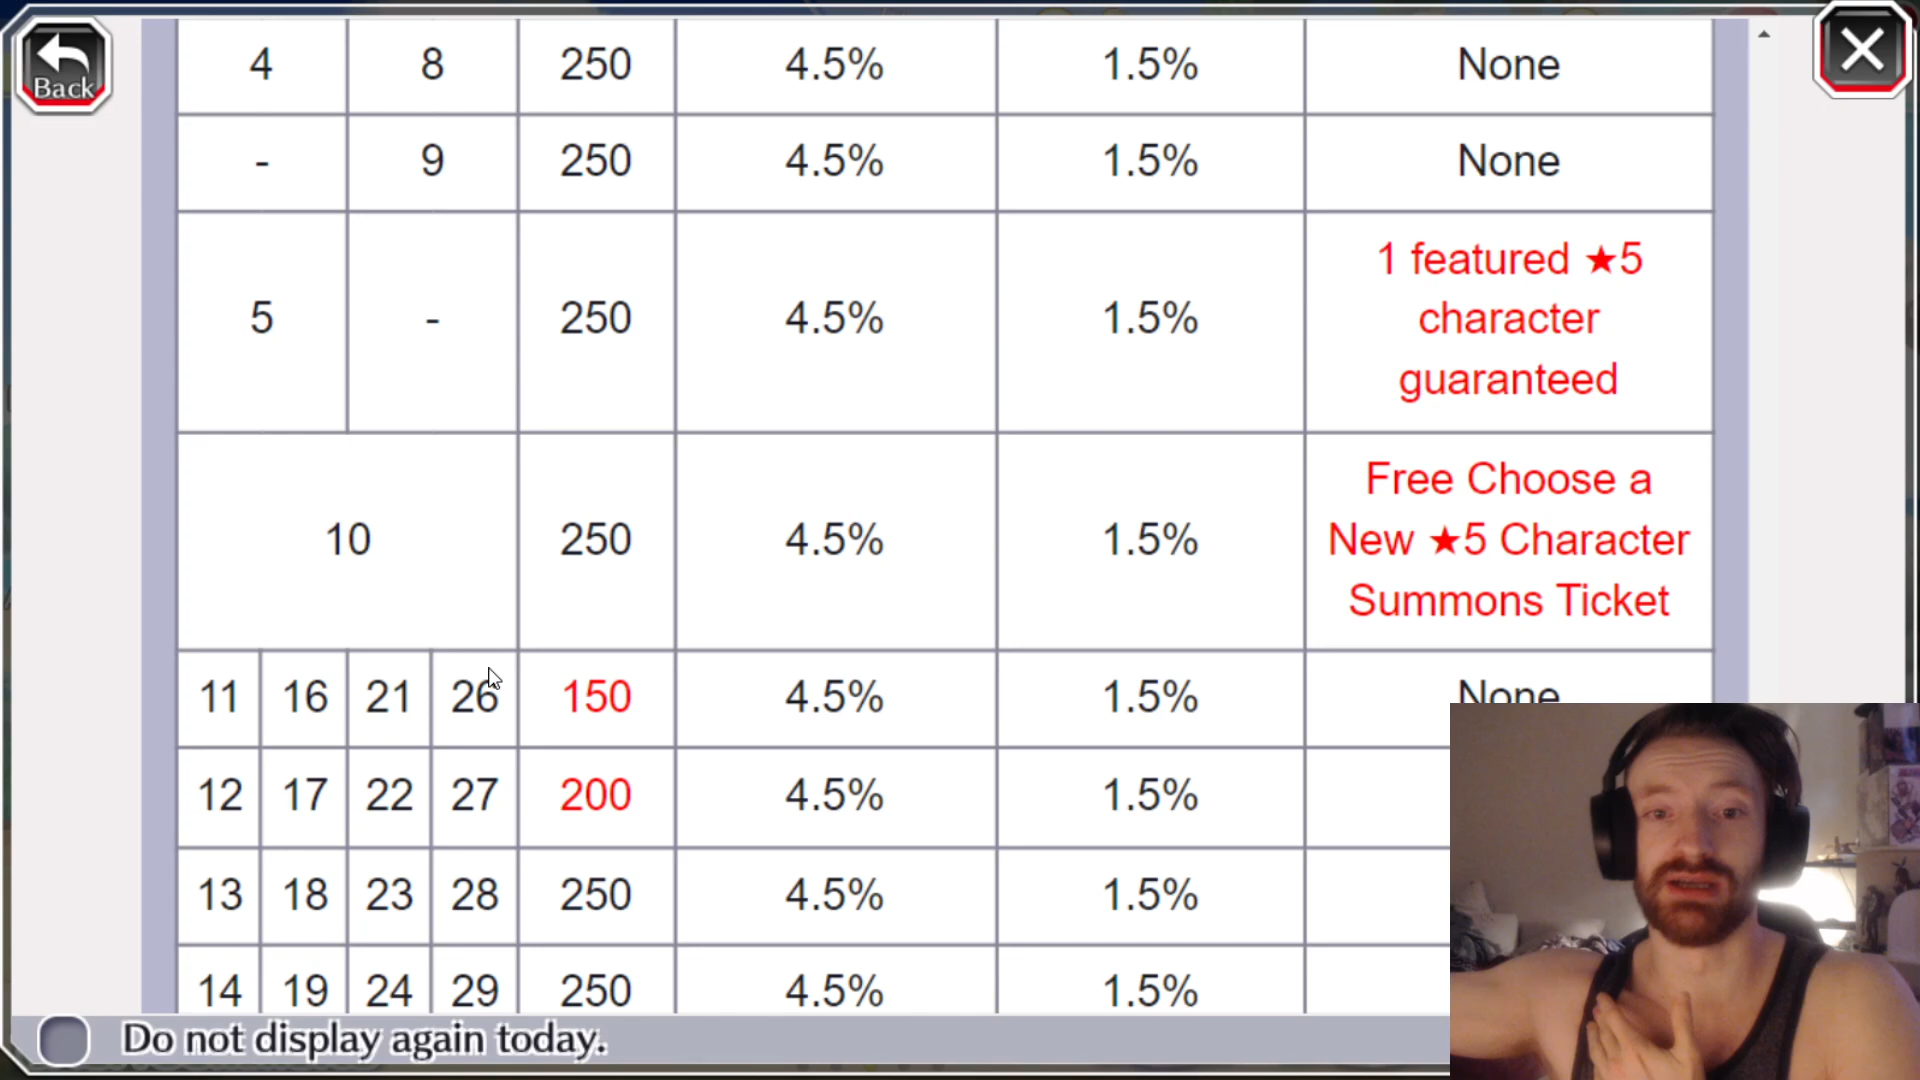 Back
4 8 250 4.5% 1.5% None
- 9 250 4.5% 1.5% None
5 - 250 4.5% 1.5% 1 featured ★5
character
guaranteed
10 250 4.5% 1.5% Free Choose a
New ★5 Character
Summons Ticket
11 16 21 26 150 4.5% 1.5% None
12 17 22 27 200 4.5% 1.5%
13 18 23 28 250 4.5% 1.5%
14 19 24 29 250 4.5% 1.5%
Do not display again today.